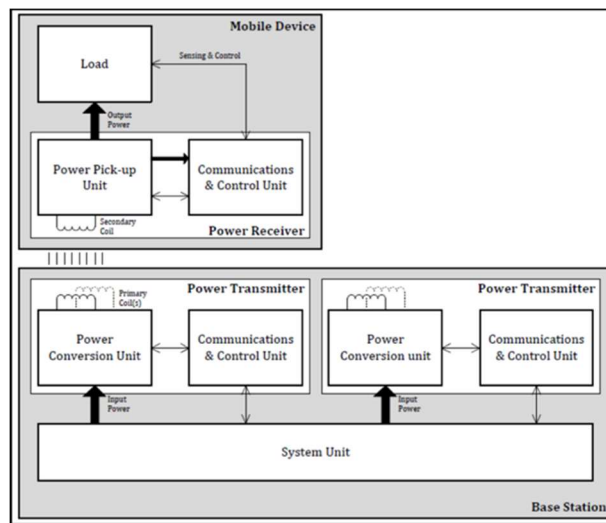 Mobile Device
Load
Sensing & Control
Output
Power
Power Pick-up
Unit
Communications
& Control Unit
Secondary
Coil
Power Receiver
Power Transmitter
Primary
Coil(s)
Power
Conversion Unit
Communications
& Control Unit
Input
Power
Power Transmitter
Power
Conversion unit
Communications
& Control Unit
Input
Power
System Unit
Base Station